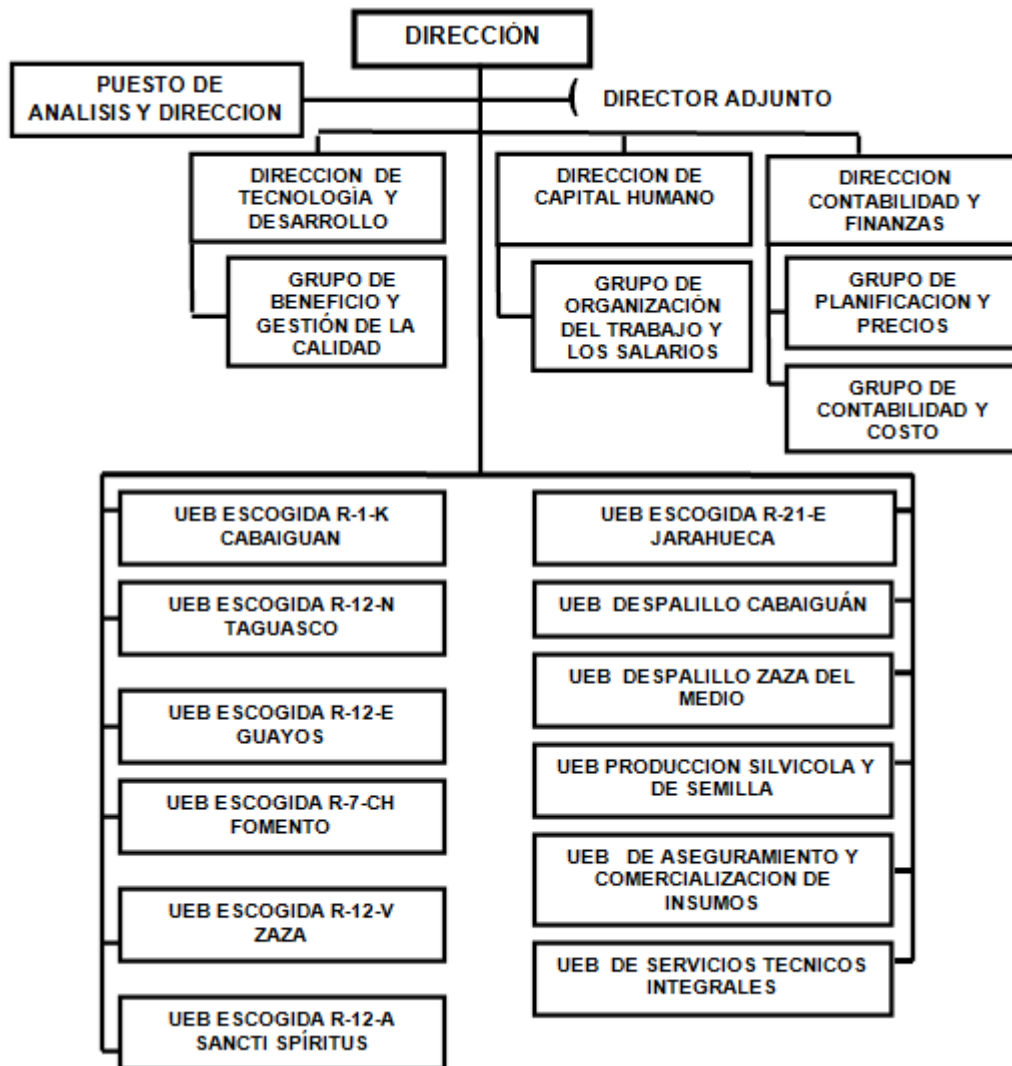 DIRECCIÓN
PUESTO DE
ANALISIS Y DIRECCION
DIRECTOR ADJUNTO
DIRECCION DE
TECNOLOGÌA Y
DESARROLLO
DIRECCION DE
CAPITAL HUMANO
DIRECCION
CONTABILIDAD Y
FINANZAS
GRUPO DE
BENEFICIO Y
GESTIÓN DE LA
CALIDAD
GRUPO DE
ORGANIZACIÒN
DEL TRABAJO Y
LOS SALARIOS
GRUPO DE
PLANIFICACION Y
PRECIOS
GRUPO DE
CONTABILIDAD Y
COSTO
UEB ESCOGIDA R-1-K
CABAIGUAN
UEB ESCOGIDA R-12-N
TAGUASCO
UEB ESCOGIDA R-12-E
GUAYOS
UEB ESCOGIDA R-7-CH
FOMENTO
UEB ESCOGIDA R-12-V
ZAZA
UEB ESCOGIDA R-12-A
SANCTI SPÍRITUS
UEB ESCOGIDA R-21-E
JARAHUECA
UEB DESPALILLO CABAIGUÁN
UEB DESPALILLO ZAZA DEL
MEDIO
UEB PRODUCCION SILVICOLA Y
DE SEMILLA
UEB DE ASEGURAMIENTO Y
COMERCIALIZACION DE
INSUMOS
UEB DE SERVICIOS TECNICOS
INTEGRALES